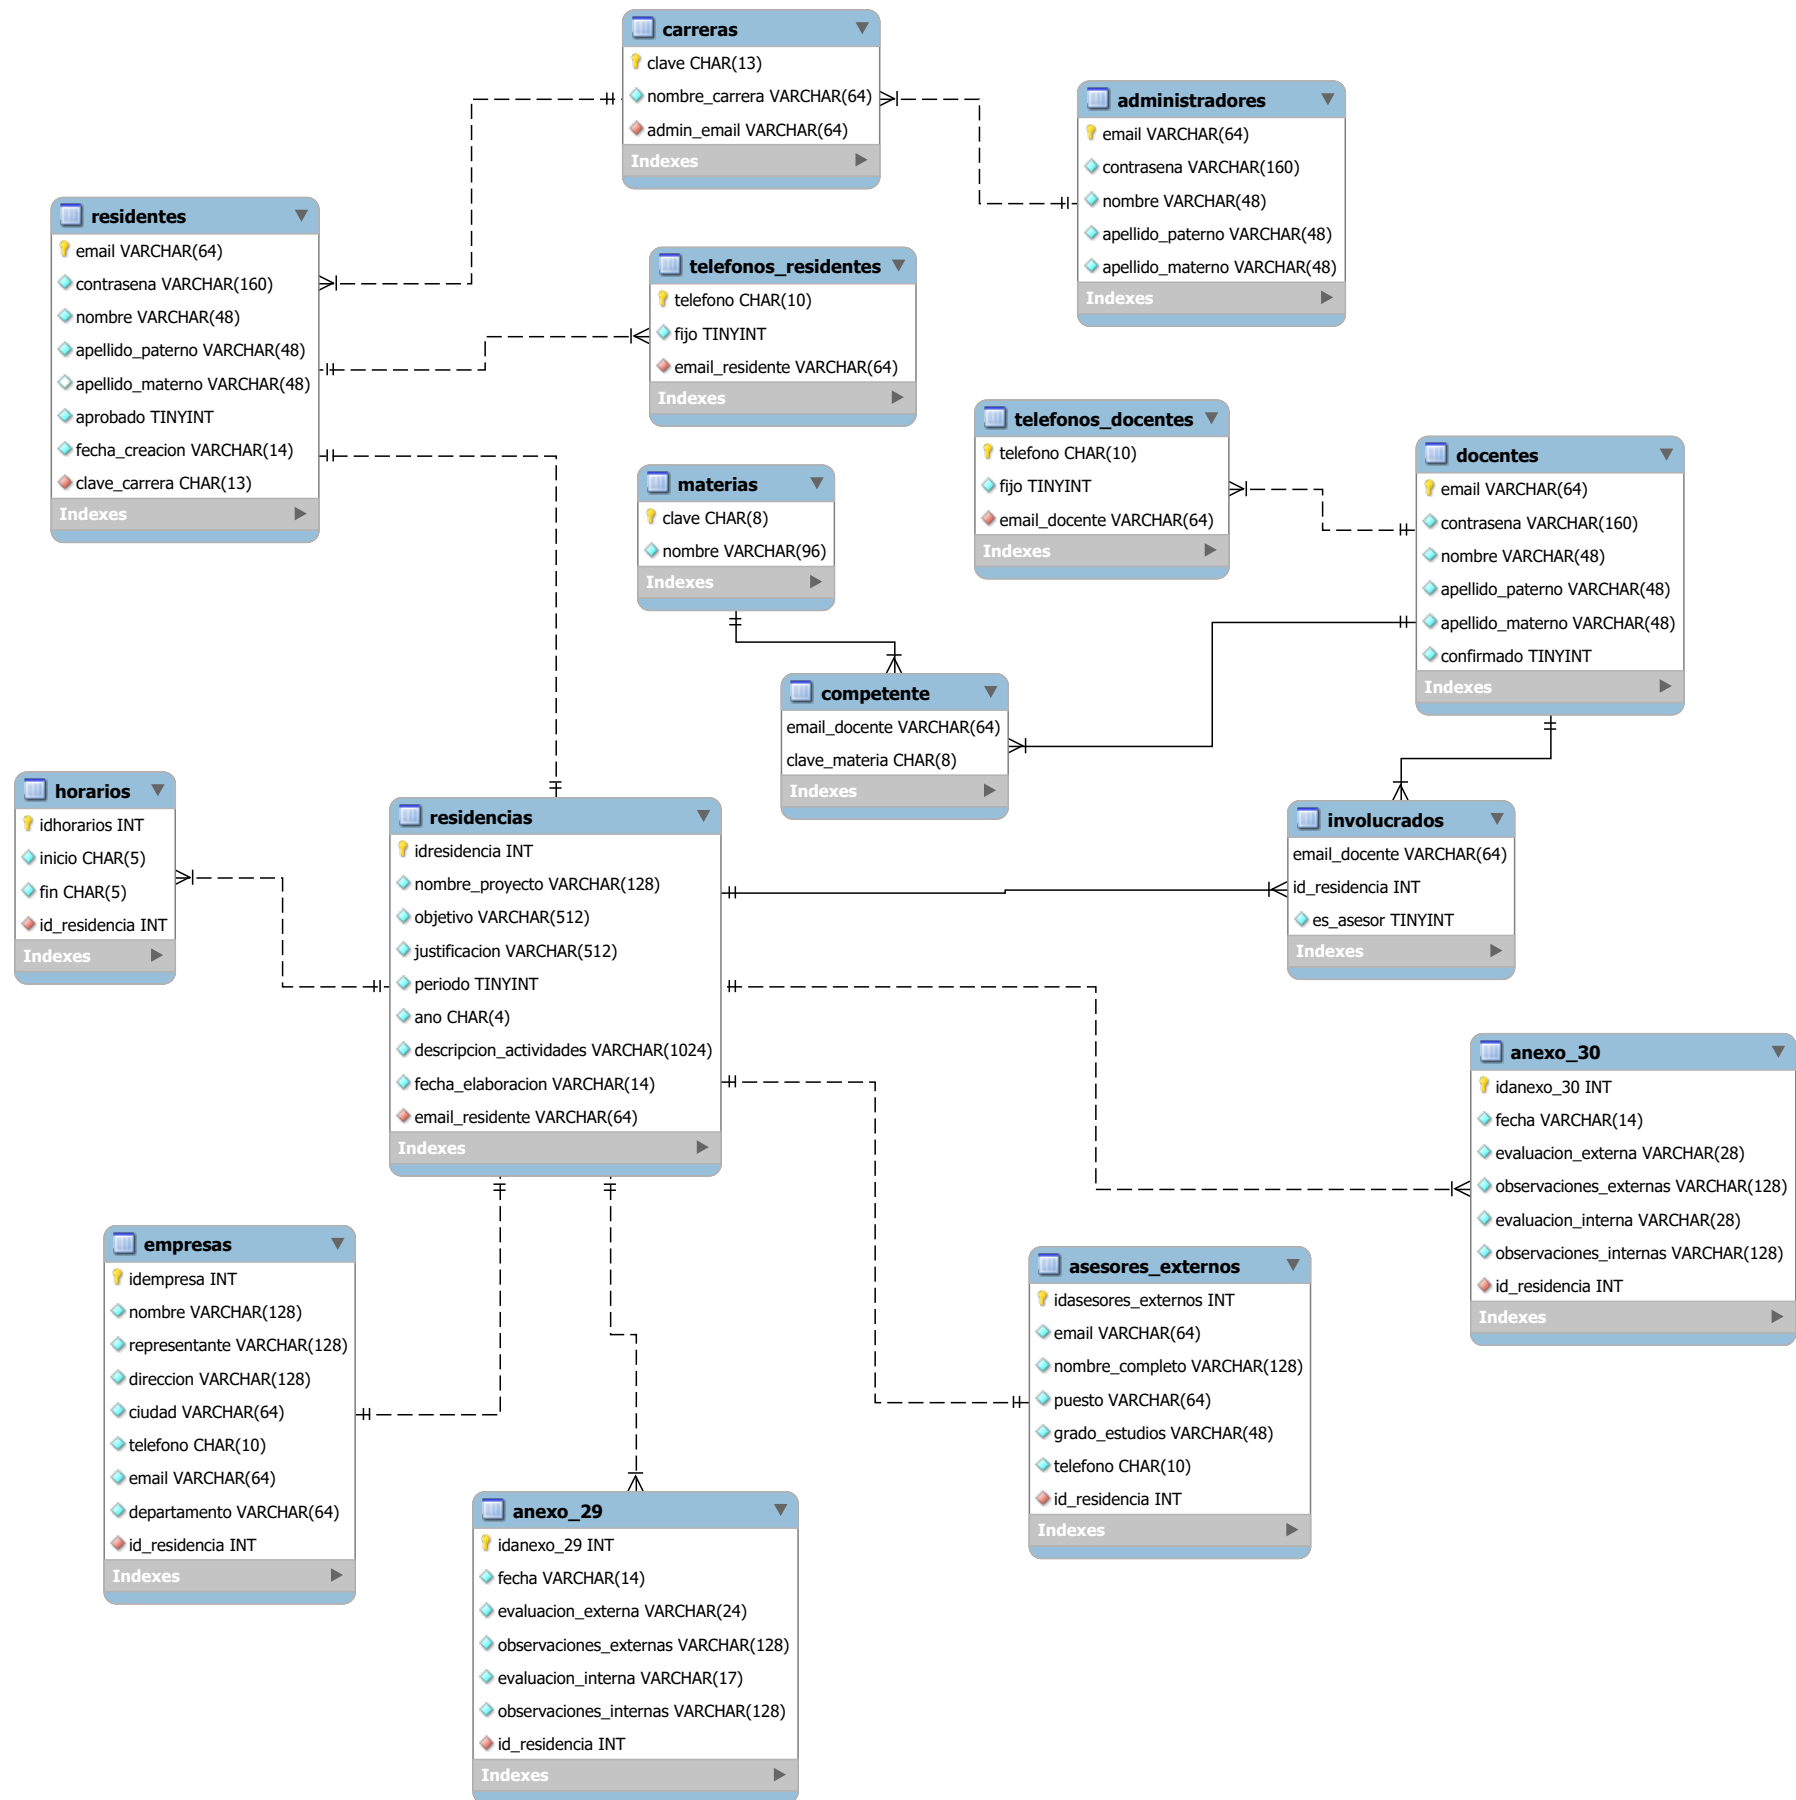 carreras
clave CHAR(13)
nombre_carrera VARCHAR(64)
admin_email VARCHAR(64)
Indexes
administradores
email VARCHAR(64)
contrasena VARCHAR(160)
nombre VARCHAR(48)
apellido_paterno VARCHAR(48)
apellido_materno VARCHAR(48)
Indexes
residentes
email VARCHAR(64)
contrasena VARCHAR(160)
nombre VARCHAR(48)
apellido_paterno VARCHAR(48)
apellido_materno VARCHAR(48)
aprobado TINYINT
fecha_creacion VARCHAR(14)
clave_carrera CHAR(13)
Indexes
telefonos_residentes
telefono CHAR(10)
fijo TINYINT
email_residente VARCHAR(64)
Indexes
telefonos_docentes
telefono CHAR(10)
fijo TINYINT
email_docente VARCHAR(64)
Indexes
docentes
email VARCHAR(64)
contrasena VARCHAR(160)
nombre VARCHAR(48)
apellido_paterno VARCHAR(48)
apellido_materno VARCHAR(48)
confirmado TINYINT
Indexes
materias
clave CHAR(8)
nombre VARCHAR(96)
Indexes
competente
email_docente VARCHAR(64)
clave_materia CHAR(8)
Indexes
horarios
idhorarios INT
inicio CHAR(5)
fin CHAR(5)
id_residencia INT
Indexes
residencias
idresidencia INT
nombre_proyecto VARCHAR(128)
objetivo VARCHAR(512)
justificacion VARCHAR(512)
periodo TINYINT
ano CHAR(4)
descripcion_actividades VARCHAR(1024)
fecha_elaboracion VARCHAR(14)
email_residente VARCHAR(64)
Indexes
involucrados
email_docente VARCHAR(64)
id_residencia INT
es_asesor TINYINT
Indexes
anexo_30
idanexo_30 INT
fecha VARCHAR(14)
evaluacion_externa VARCHAR(28)
observaciones_externas VARCHAR(128)
evaluacion_interna VARCHAR(28)
observaciones_internas VARCHAR(128)
id_residencia INT
Indexes
empresas
idempresa INT
nombre VARCHAR(128)
representante VARCHAR(128)
direccion VARCHAR(128)
ciudad VARCHAR(64)
telefono CHAR(10)
email VARCHAR(64)
departamento VARCHAR(64)
id_residencia INT
Indexes
asesores_externos
idasesores_externos INT
email VARCHAR(64)
nombre_completo VARCHAR(128)
puesto VARCHAR(64)
grado_estudios VARCHAR(48)
telefono CHAR(10)
id_residencia INT
Indexes
anexo_29
idanexo_29 INT
fecha VARCHAR(14)
evaluacion_externa VARCHAR(24)
observaciones_externas VARCHAR(128)
evaluacion_interna VARCHAR(17)
observaciones_internas VARCHAR(128)
id_residencia INT
Indexes